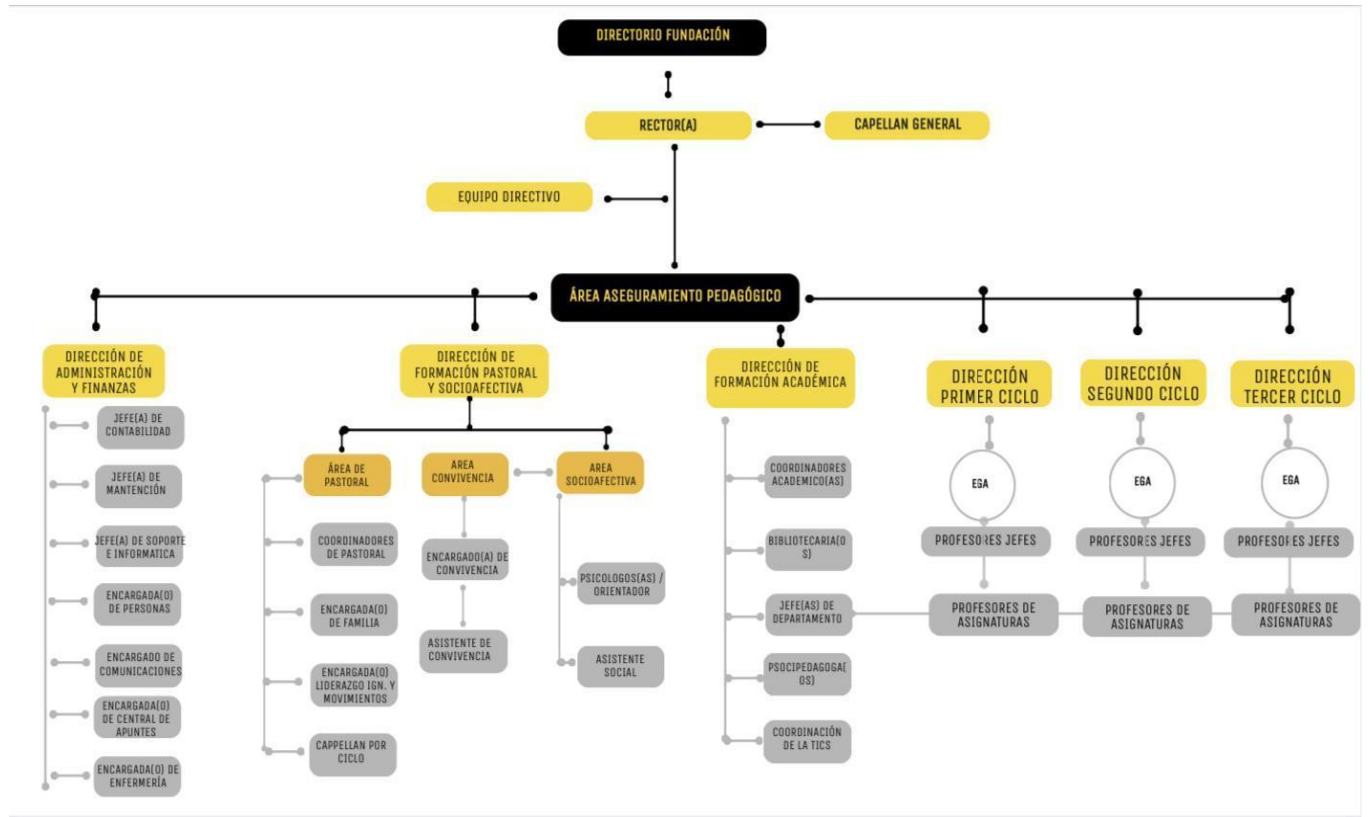 DIRECTORIO FUNDACIÓN
RECTOR(A)
CAPELLAN GENERAL
EQUIPO DIRECTIVO
ÁREA ASEGURAMIENTO PEDAGÓGICO
DIRECCIÓN DE
ADMINISTRACIÓN
Y FINANZAS
JEFE(A) DE
CONTABILIDAD
JEFE(A) DE
MANTENCIÓN
JEFE(A) DE SOPORTE
E INFORMATICA
ENCARGADA(O)
DE PERSONAS
ENCARGADO DE
COMUNICACIONES
ENCARGADA(O)
DE CENTRAL DE
APUNTES
ENCARGADA(O) DE
ENFERMERÍA
DIRECCIÓN DE
FORMACIÓN PASTORAL
Y SOCIOAFECTIVA
ÁREA DE
PASTORAL
COORDINADORES
DE PASTORAL
ENCARGADA(O)
DE FAMILIA
ENCARGADA(O)
LIDERAZGO IGN. Y
MOVIMIENTOS
CAPPELLAN POR
CICLO
AREA
CONVIVENCIA
ENCARGADO(A) DE
CONVIVENCIA
ASISTENTE DE
CONVIVENCIA
AREA
SOCIOAFECTIVA
PSICOLOGOS(AS) /
ORIENTADOR
ASISTENTE
SOCIAL
DIRECCIÓN DE
FORMACIÓN ACADÉMICA
COORDINADORES
ACADEMICO(AS)
BIBLIOTECARIA(O
S)
JEFE(AS) DE
DEPARTAMENTO
PSOCIPEDAGOGA(
OS)
COORDINACIÓN
DE LA TICS
DIRECCIÓN
PRIMER CICLO
EGA
PROFESORES JEFES
PROFESORES DE
ASIGNATURAS
DIRECCIÓN
SEGUNDO CICLO
EGA
PROFESORES JEFES
PROFESORES DE
ASIGNATURAS
DIRECCIÓN
TERCER CICLO
EGA
PROFESORES JEFES
PROFESORES DE
ASIGNATURAS